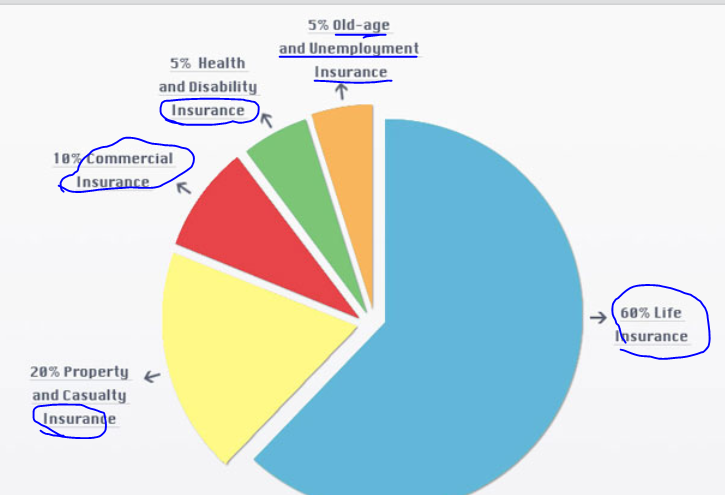 5% Old-age
and Unemployment
Insurance
5% Health
and Disability
Insurance
10% Commercial
Insurance
60% Life
Insurance
20% Property
and Casualty
Insurance